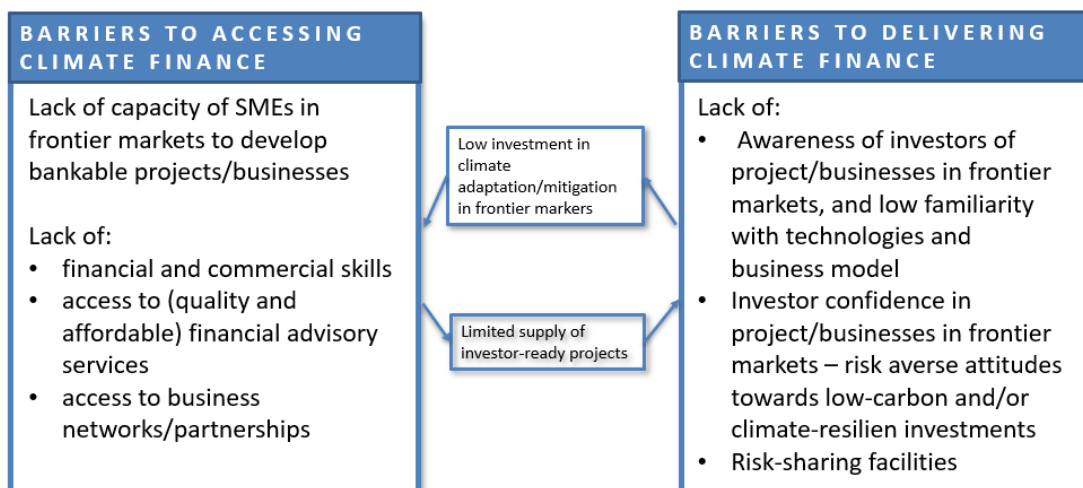 BARRIERS TO ACCESSING
CLIMATE FINANCE
Lack of capacity of SMEs in
frontier markets to develop
bankable projects/businesses
Lack of:
• financial and commercial skills
• access to (quality and
affordable) financial advisory
services
• access to business
networks/partnerships
Low investment in
climate
adaptation/mitigation
in frontier markers
Limited supply of
investor-ready projects
BARRIERS TO DELIVERING
CLIMATE FINANCE
Lack of:
• Awareness of investors of
project/businesses in frontier
markets, and low familiarity
with technologies and
business model
• Investor confidence in
project/businesses in frontier
markets – risk averse attitudes
towards low-carbon and/or
climate-resilien investments
• Risk-sharing facilities